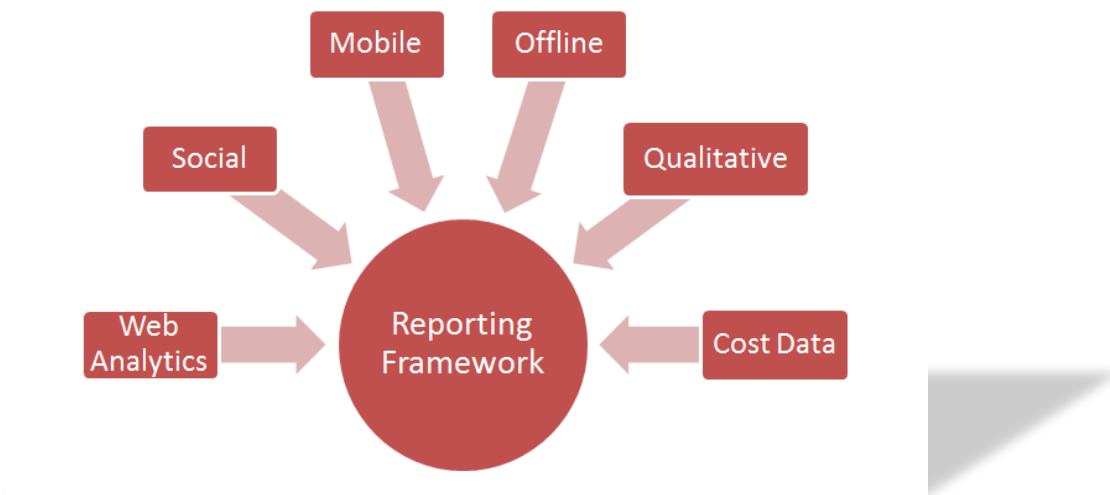 Mobile
Offline
Social
Qualitative
Web
Analytics
Reporting
Framework
Cost Data